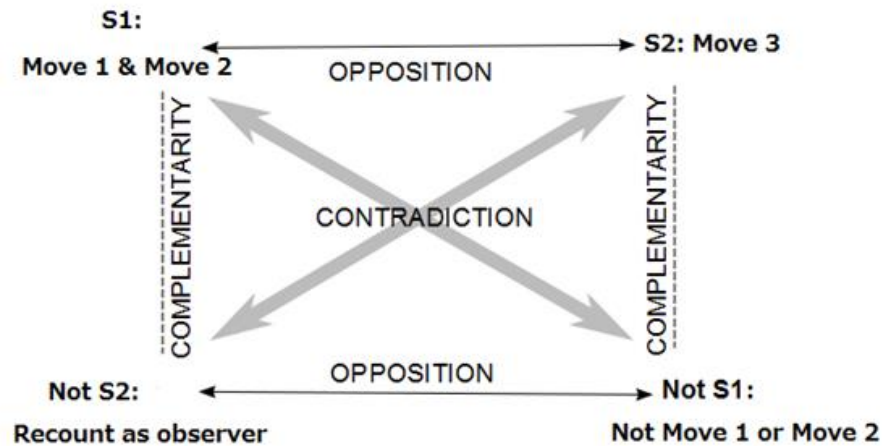 S1:
Move 1 & Move 2
S2: Move 3
OPPOSITION
COMPLEMENTARITY
COMPLEMENTARITY
CONTRADICTION
OPPOSITION
Not S2:
Recount as observer
Not S1:
Not Move 1 or Move 2